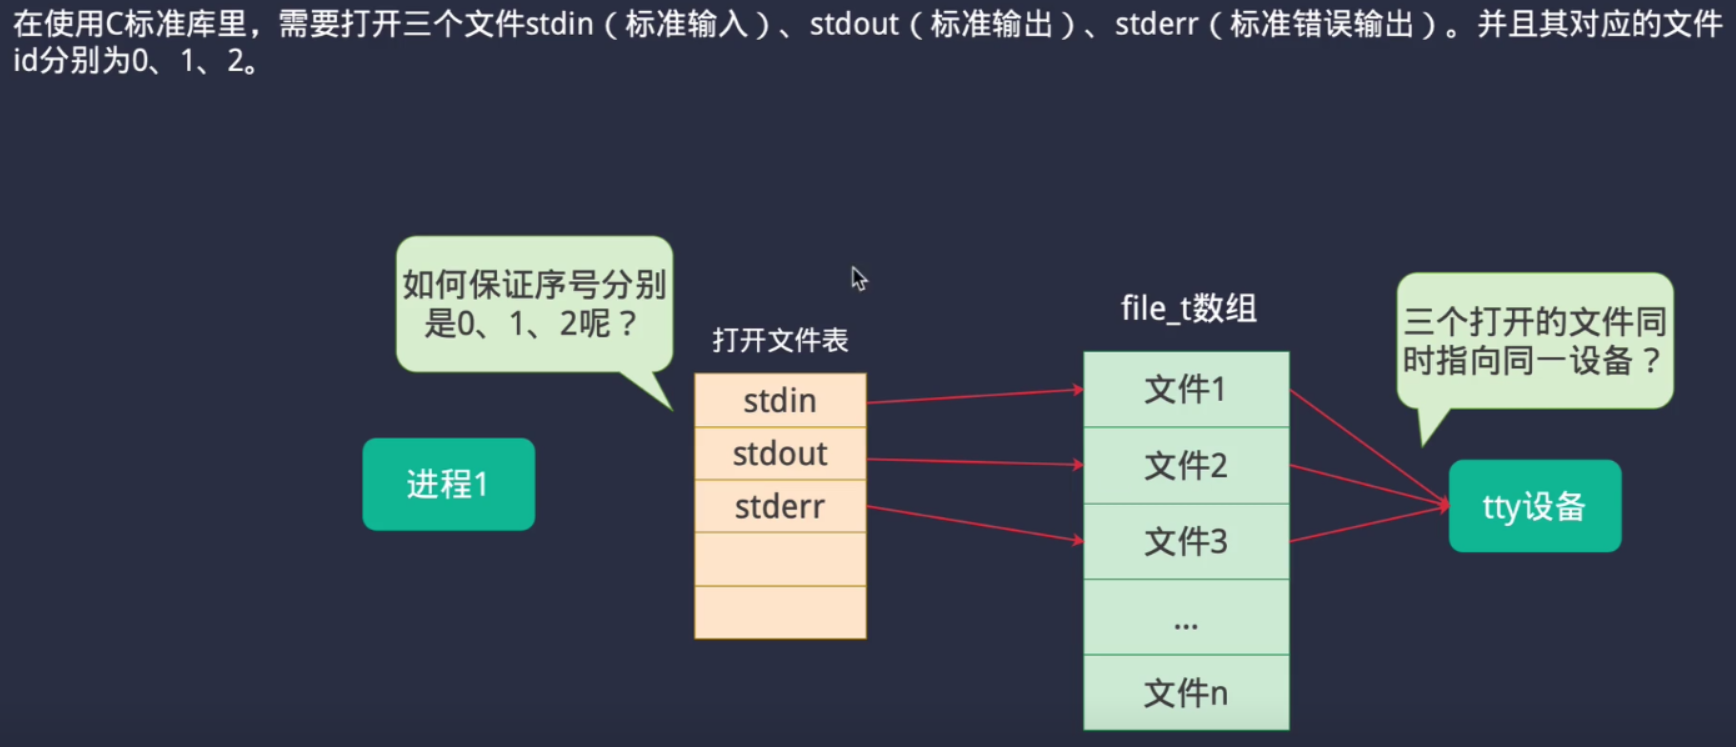 在使用C标准库里，需要打开三个文件stdin（标准输入）、stdout（标准输出）、stderr（标准错误输出）。并且其对应的文件
id分别为0、1、2。
如何保证序号分别
是0、1、2呢？
打开文件表
stdin
stdout
stderr
进程1
file_t数组
文件1
文件2
文件3
...
文件n
三个打开的文件同
时指向同一设备？
tty设备